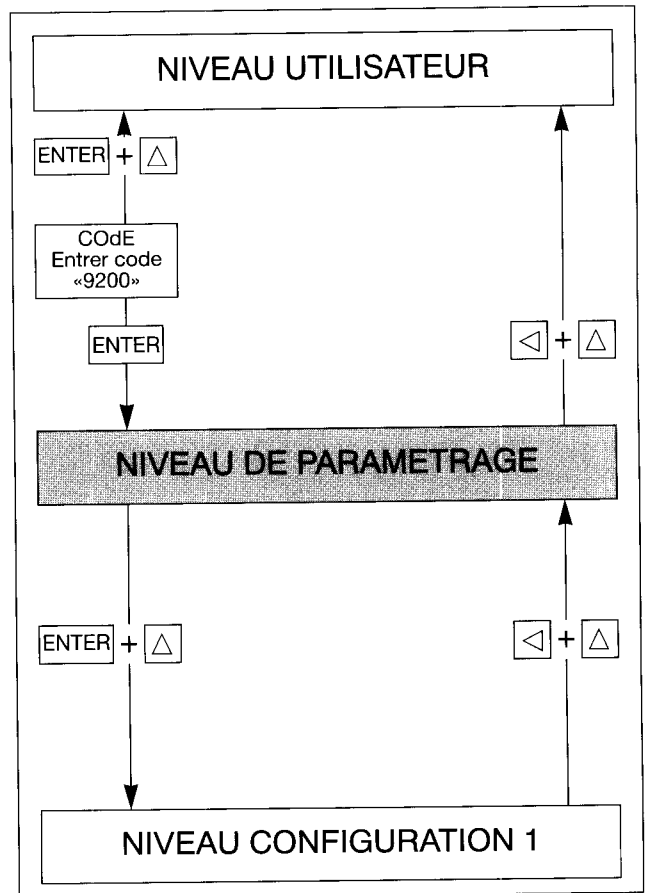 NIVEAU UTILISATEUR
ENTER + △
COdE
Entrer code
«9200»
ENTER
◁ + △
NIVEAU DE PARAMETRAGE
ENTER + △
◁ + △
NIVEAU CONFIGURATION 1